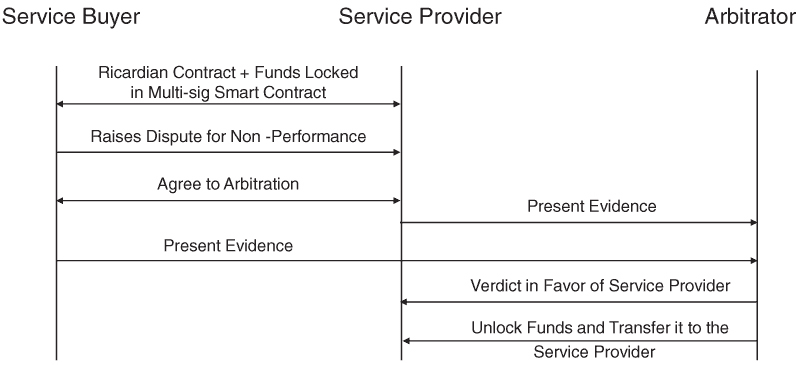 Service Buyer
Service Provider
Arbitrator
Ricardian Contract + Funds Locked
in Multi-sig Smart Contract
Raises Dispute for Non -Performance
Agree to Arbitration
Present Evidence
Present Evidence
Verdict in Favor of Service Provider
Unlock Funds and Transfer it to the
Service Provider